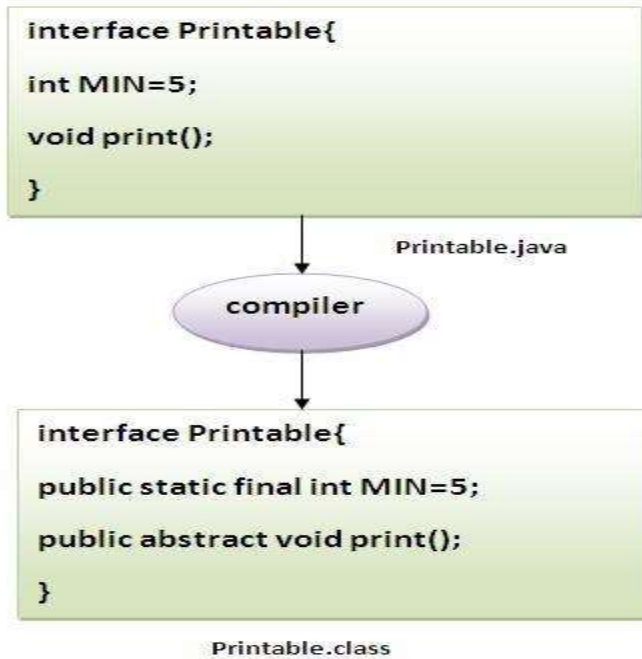 interface Printable{
int MIN=5;
void print();
}
Printable.java
compiler
interface Printable{
public static final int MIN=5;
public abstract void print();
}
Printable.class